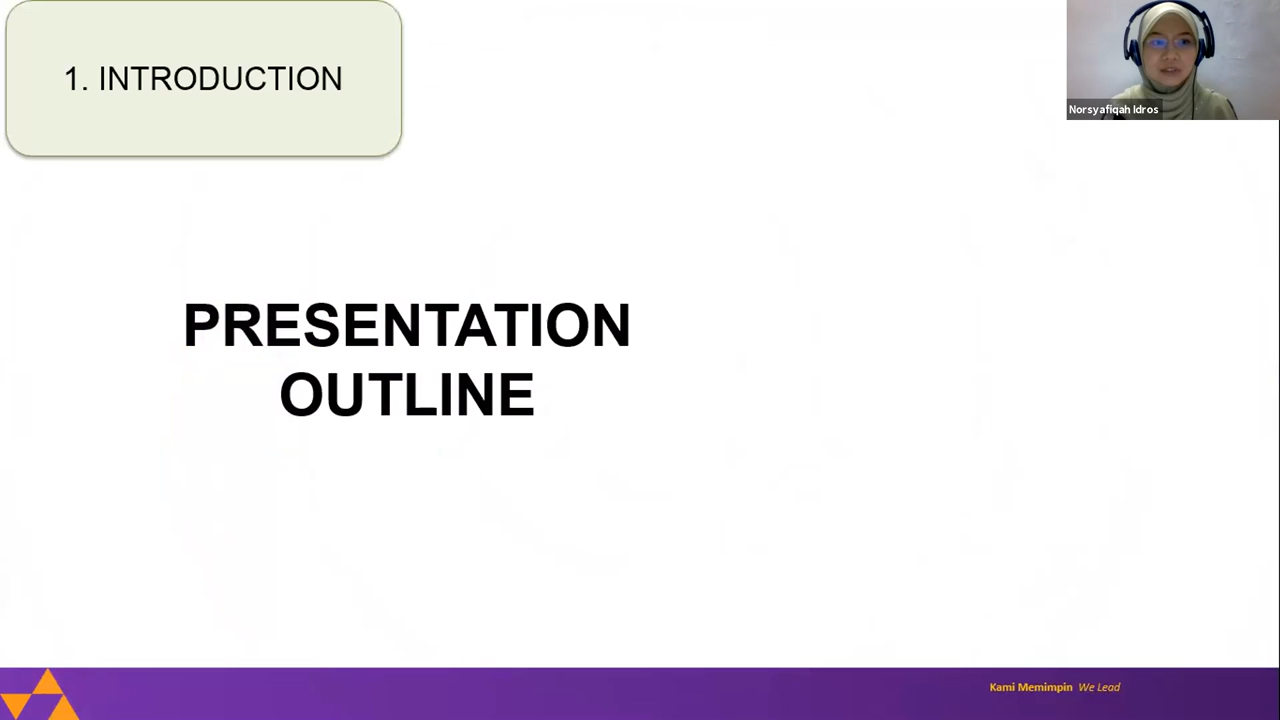 1. INTRODUCTION
Norsyafiqah Idros
PRESENTATION
OUTLINE
Kami Memimpin We Lead